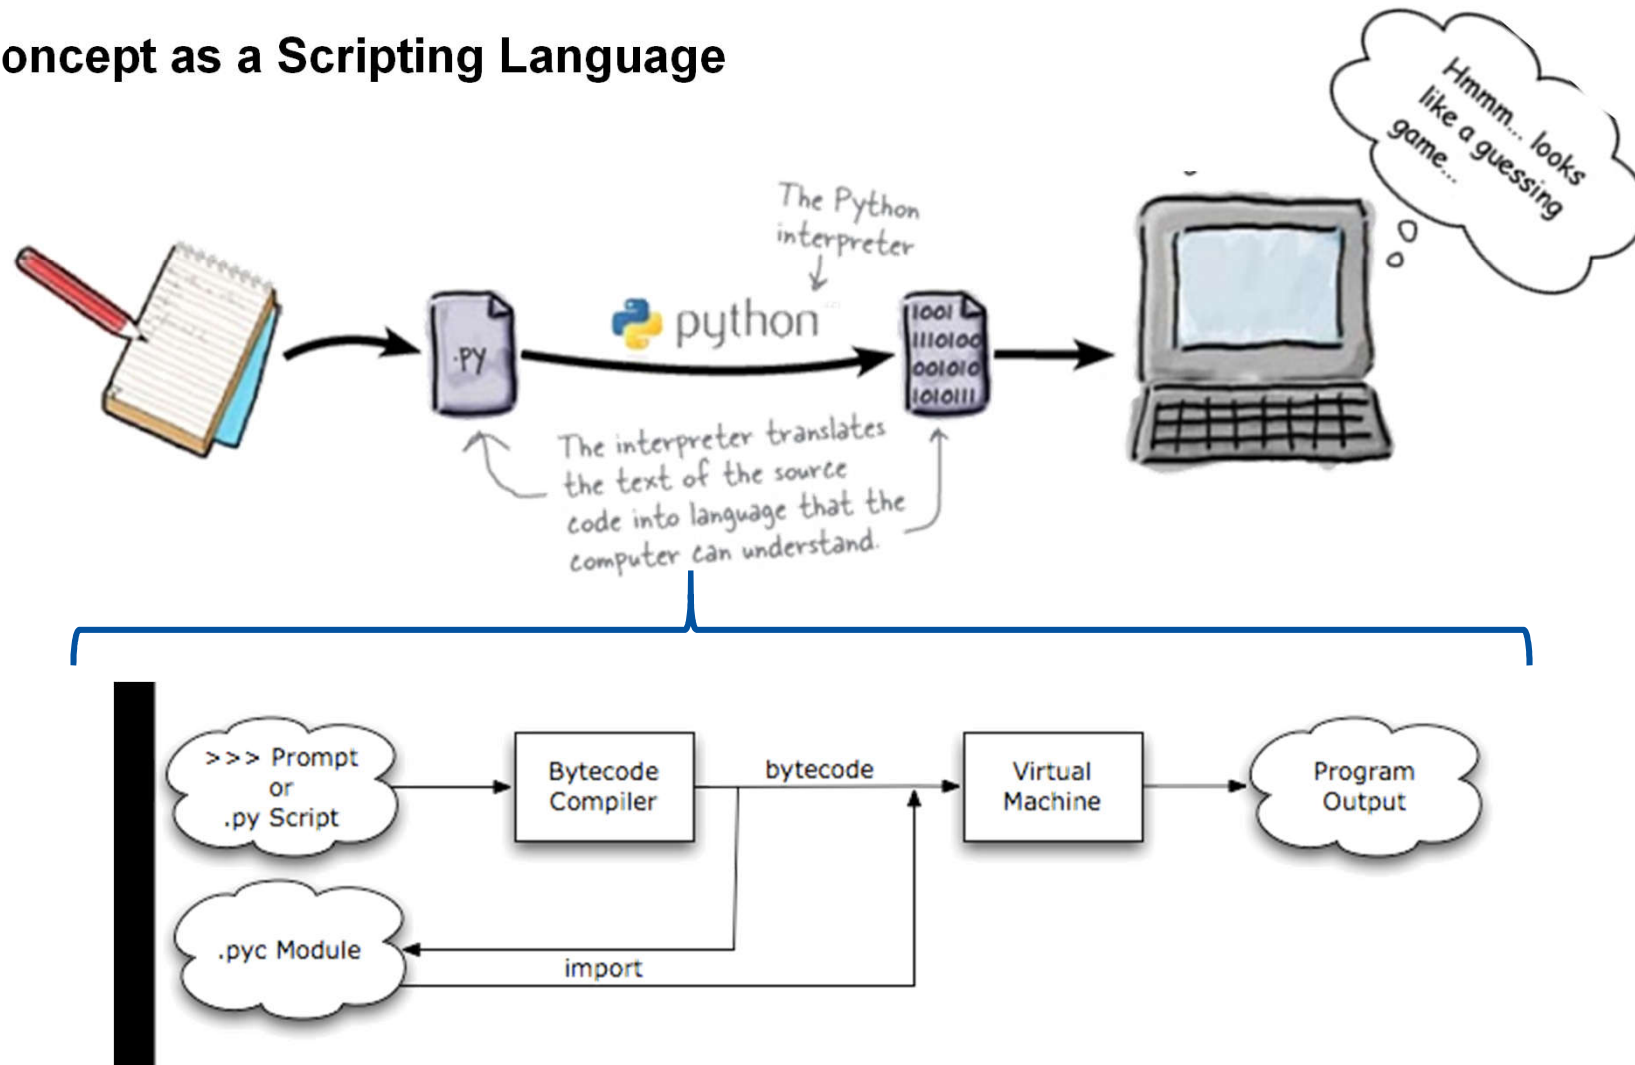 oncept as a Scripting Language
Hmmm... looks
like a guessing
game...
The Python
interpreter
python
.PY
1001
1110100
001010
1010111
The interpreter translates
the text of the source
code into language that the
computer can understand.
>>> Prompt
or
.py Script
Bytecode
Compiler
bytecode
Virtual
Machine
Program
Output
.pyc Module
import